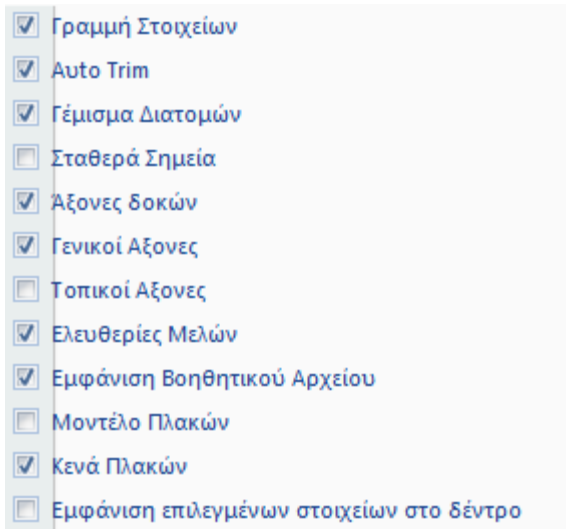 Γραμμή Στοιχείων
Αυto Trim
Γέμισμα Διατομών
Σταθερά Σημεία
Άξονες δοκών
Γενικοί Αξονες
Τοπικοί Αξονες
Ελευθερίες Μελών
Εμφάνιση Βοηθητικού Αρχείου
Μοντέλο Πλακών
Κενά Πλακών
Εμφάνιση επιλεγμένων στοιχείων στο δέντρο